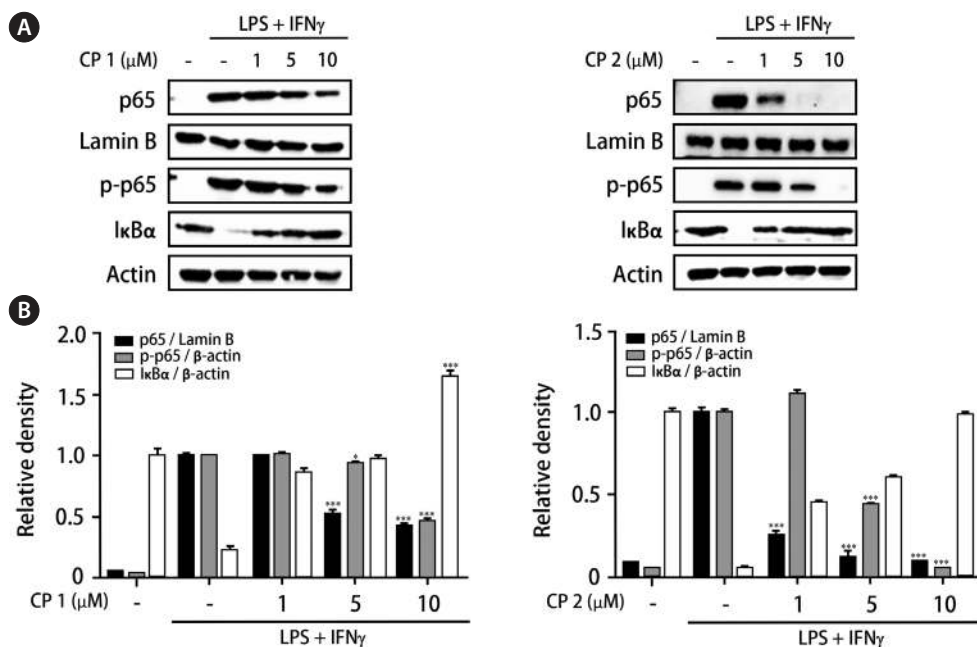 A
LPS + IFNγ
CP 1 (μM) - - 1 5 10
p65
Lamin B
p-p65
IκBα
Actin
LPS + IFNγ
CP 2 (μM) - - 1 5 10
p65
Lamin B
p-p65
IκBα
Actin
B
Relative density
2.0
1.5
1.0
0.5
0
p65 / Lamin B
p-p65 / β-actin
IκBα / β-actin
*** * *** *** ***
CP 1 (μM) - - 1 5 10
LPS + IFNγ
Relative density
1.5
1.0
0.5
0
p65 / Lamin B
p-p65 / β-actin
IκBα / β-actin
*** *** *** ***
CP 2 (μM) - - 1 5 10
LPS + IFNγ